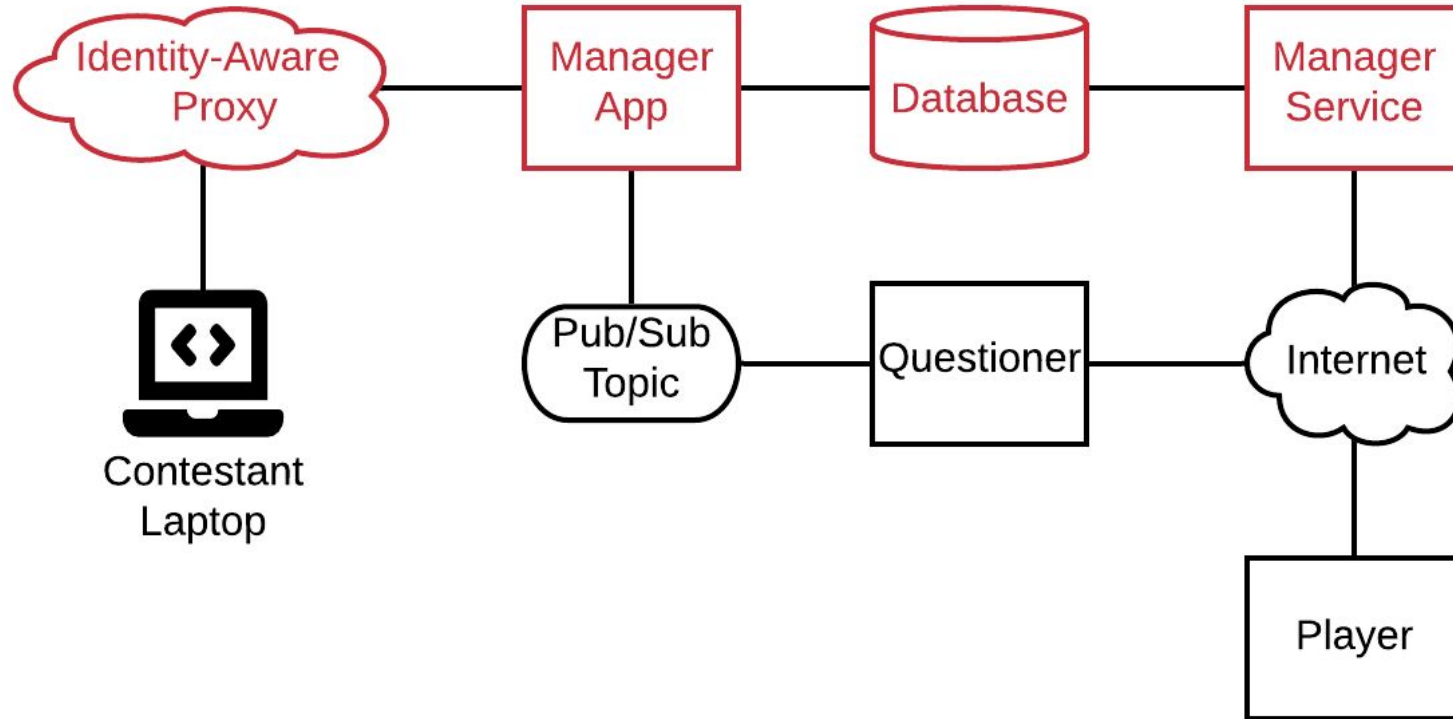 Identity-Aware
Proxy
Manager
App
Database
Manager
Service
Contestant
Laptop
Pub/Sub
Topic
Questioner
Internet
Player